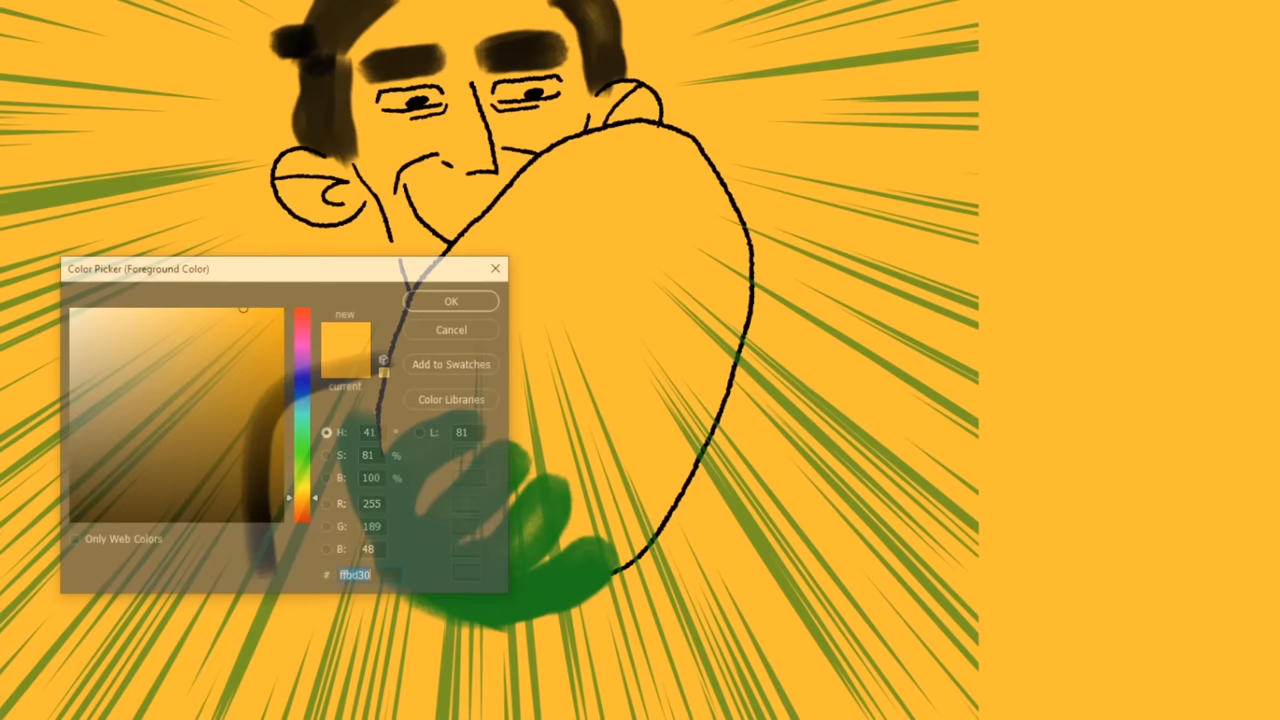 Color Picker (Foreground Color)
OK
new
Cancel
Add to Swatches
current
Color Libraries
H: 41 ° L: 81
S: 81 %
B: 100 %
R: 255
G: 189
B: 48
Only Web Colors
# ffbd30